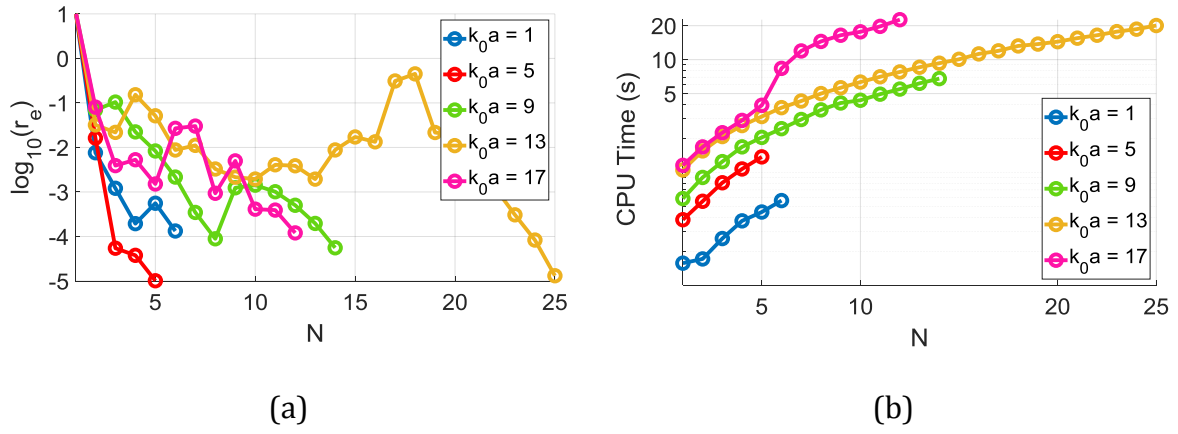 1
0
-1
-2
-3
-4
-5
log10(re)
5
10
15
20
25
N
k0a = 1
k0a = 5
k0a = 9
k0a = 13
k0a = 17
(a)
20
10
5
CPU Time (s)
5
10
20
25
N
k0a = 1
k0a = 5
k0a = 9
k0a = 13
k0a = 17
(b)